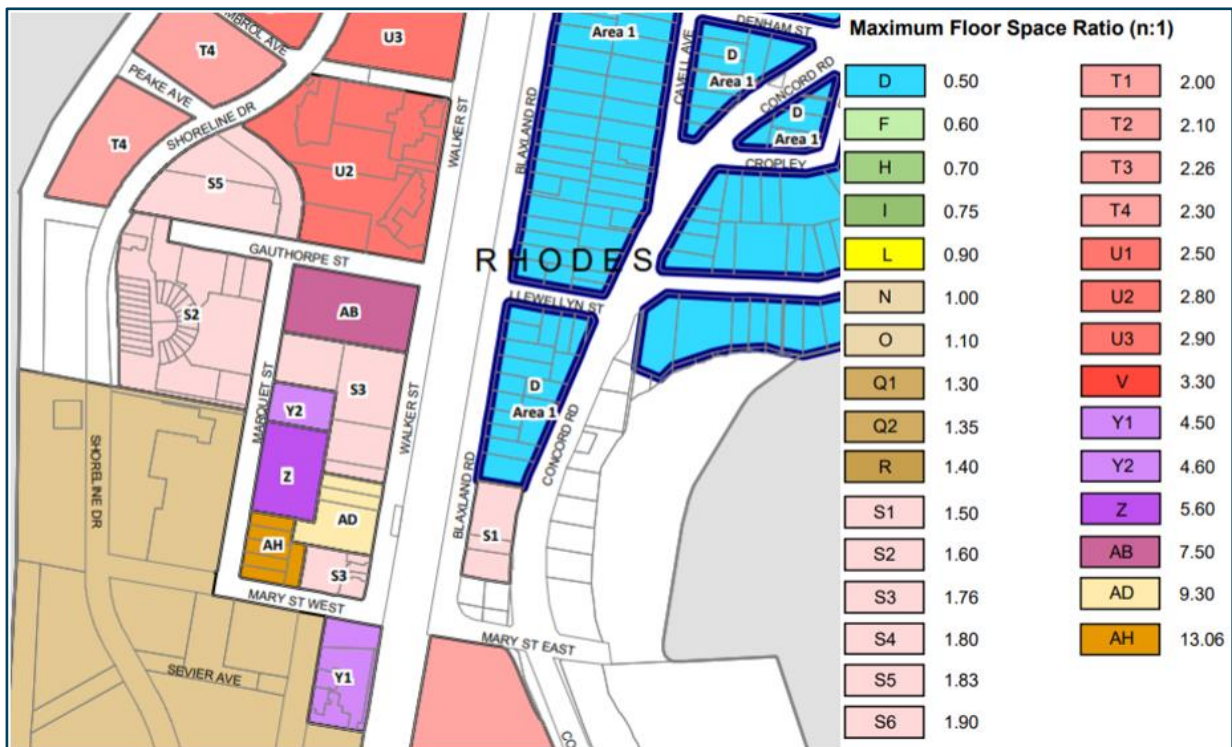 AMBROL AVE
U3
T4
PEAKE AVE
SHORELINE DR
T4
S5
U2
WALKER ST
BLAXLAND RD
Area 1
CAVELL AVE
DENHAM ST
D
Area 1
CONCORD RD
D
Area 1
CROPLEY
GAUTHORPE ST
RHODES
LLEWELLYN ST
S2
AB
MARQUET ST
S3
Y2
WALKER ST
D
Area 1
CONCORD RD
Z
SHORELINE DR
AD
BLAXLAND RD
S1
AH
S3
MARY ST WEST
MARY ST EAST
SEVIER AVE
Y1
CO
Maximum Floor Space Ratio (n:1)
D 0.50
F 0.60
H 0.70
I 0.75
L 0.90
N 1.00
O 1.10
Q1 1.30
Q2 1.35
R 1.40
S1 1.50
S2 1.60
S3 1.76
S4 1.80
S5 1.83
S6 1.90
T1 2.00
T2 2.10
T3 2.26
T4 2.30
U1 2.50
U2 2.80
U3 2.90
V 3.30
Y1 4.50
Y2 4.60
Z 5.60
AB 7.50
AD 9.30
AH 13.06